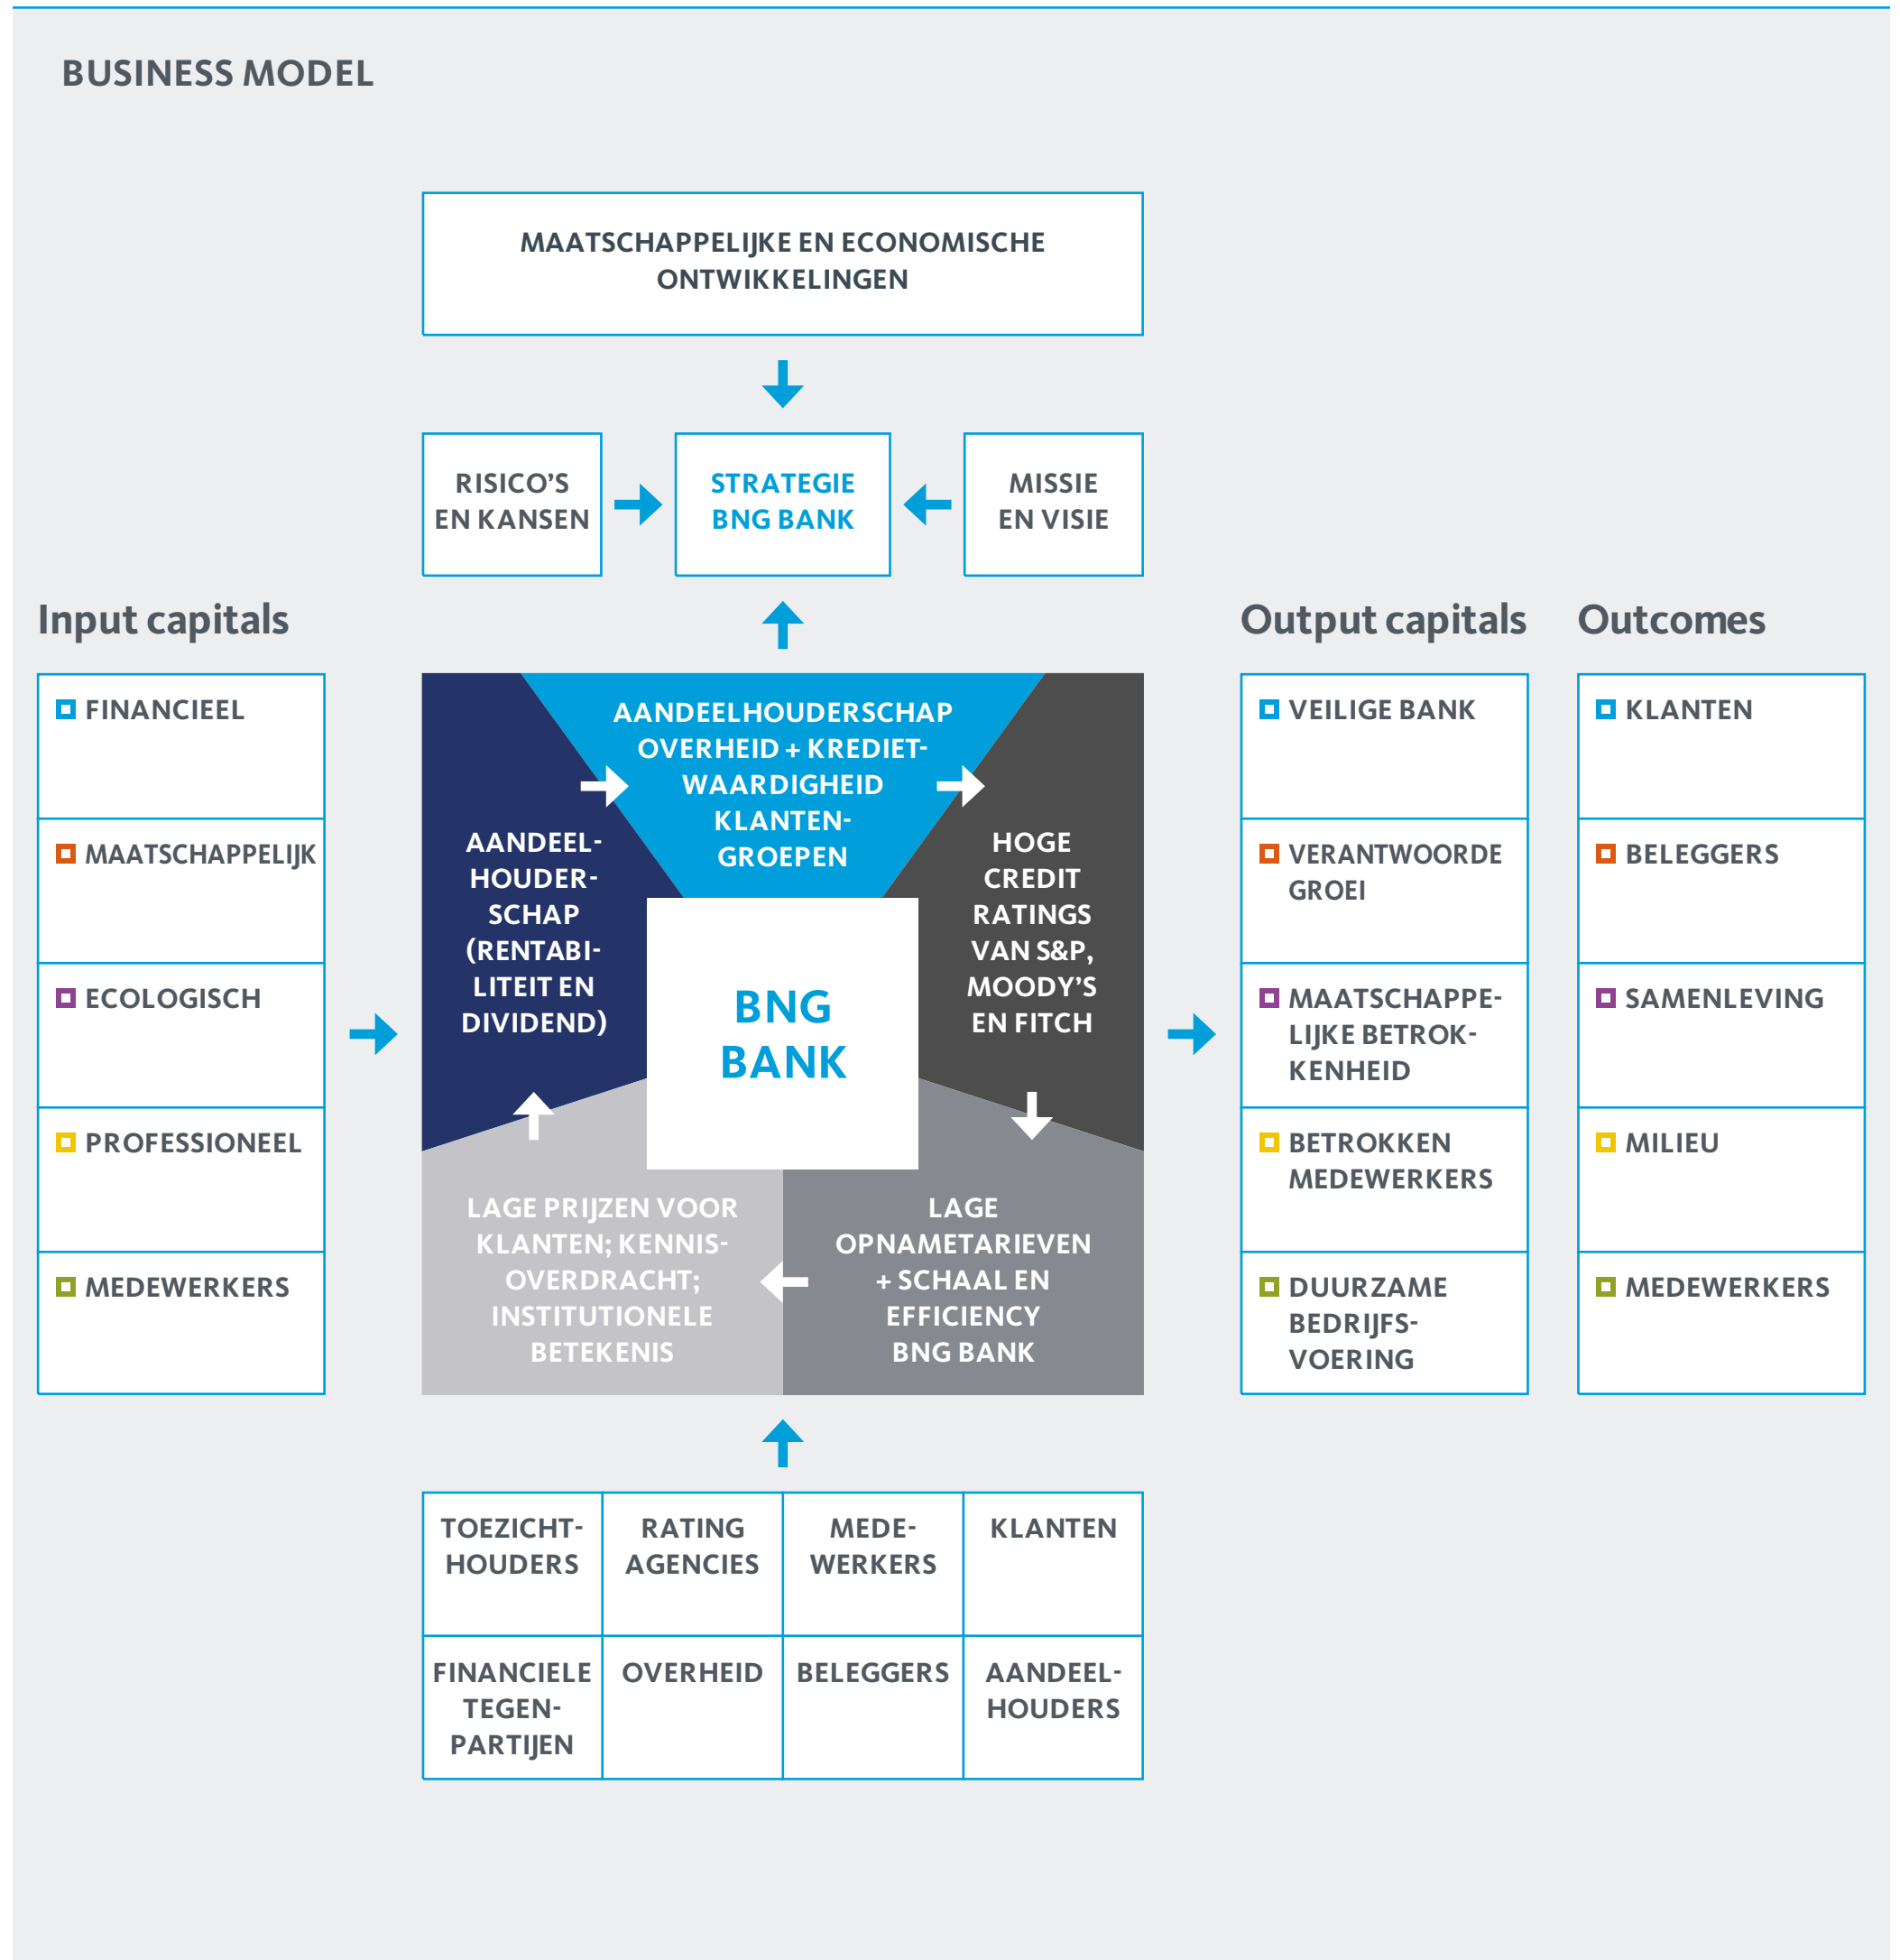 BUSINESS MODEL
MAATSCHAPPELIJKE EN ECONOMISCHE
ONTWIKKELINGEN
RISICO’S
EN KANSEN
STRATEGIE
BNG BANK
MISSIE
EN VISIE
Input capitals
FINANCIEEL
MAATSCHAPPELIJK
ECOLOGISCH
PROFESSIONEEL
MEDEWERKERS
AANDEELHOUDERSCHAP
OVERHEID + KREDIET-
WAARDIGHEID
KLANTEN-
GROEPEN
HOGE
CREDIT
RATINGS
VAN S&P,
MOODY’S
EN FITCH
LAGE
OPNAMETARIEVEN
+ SCHAAL EN
EFFICIENCY
BNG BANK
LAGE PRIJZEN VOOR
KLANTEN; KENNIS-
OVERDRACHT;
INSTITUTIONELE
BETEKENIS
AANDEEL-
HOUDER-
SCHAP
(RENTABI-
LITEIT EN
DIVIDEND)
BNG
BANK
Output capitals
VEILIGE BANK
VERANTWOORDE
GROEI
MAATSCHAPPE-
LIJKE BETROK-
KENHEID
BETROKKEN
MEDEWERKERS
DUURZAME
BEDRIJFS-
VOERING
Outcomes
KLANTEN
BELEGGERS
SAMENLEVING
MILIEU
MEDEWERKERS
TOEZICHT-
HOUDERS
RATING
AGENCIES
MEDE-
WERKERS
KLANTEN
FINANCIELE
TEGEN-
PARTIJEN
OVERHEID
BELEGGERS
AANDEEL-
HOUDERS